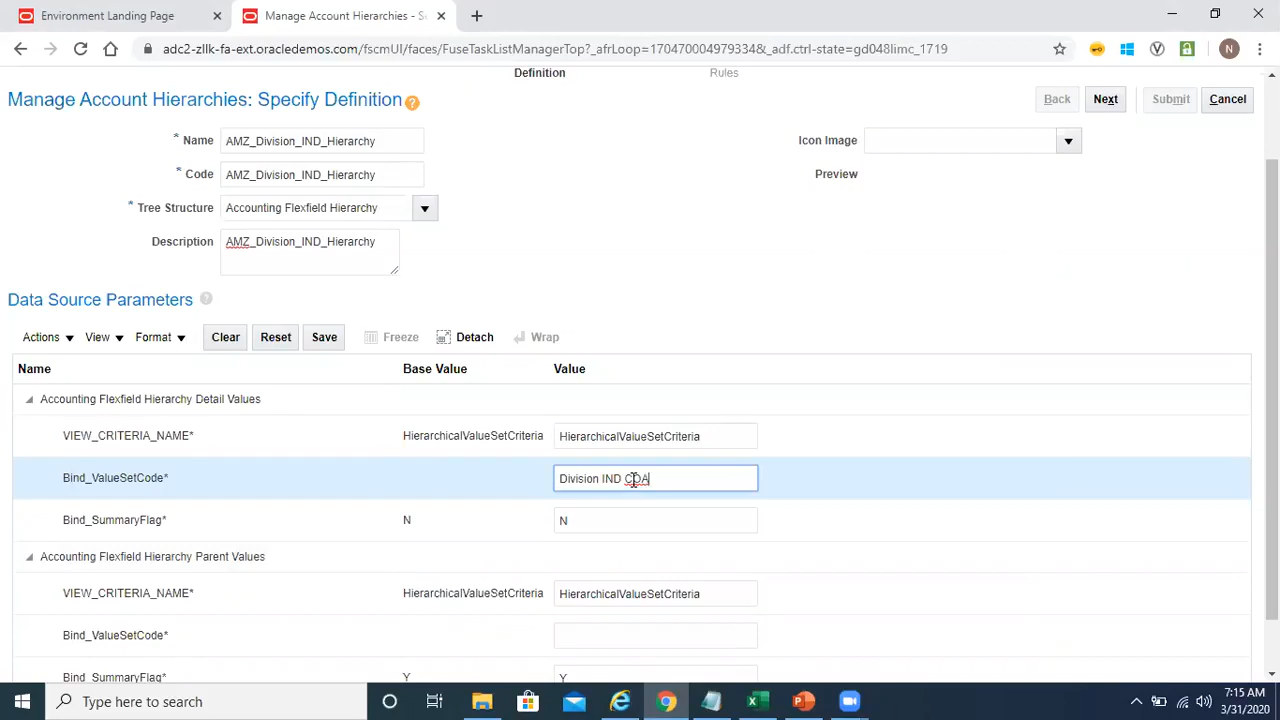 Environment Landing Page
Manage Account Hierarchies - Se
adc2-zllk-fa-ext.oracledemos.com/fscmUI/faces/FuseTaskListManagerTop?_afrLoop=170470004979334&_adf.ctrl-state=gd048limc_1719
N
Definition
Rules
Manage Account Hierarchies: Specify Definition
Back
Next
Submit
Cancel
* Name AMZ_Division_IND_Hierarchy
Icon Image
* Code AMZ_Division_IND_Hierarchy
Preview
* Tree Structure Accounting Flexfield Hierarchy
Description AMZ_Division_IND_Hierarchy
Data Source Parameters
Actions View Format Clear Reset Save Freeze Detach Wrap
Name Base Value Value
Accounting Flexfield Hierarchy Detail Values
VIEW_CRITERIA_NAME* HierarchicalValueSetCriteria HierarchicalValueSetCriteria
Bind_ValueSetCode* Division IND COA
Bind_SummaryFlag* N N
Accounting Flexfield Hierarchy Parent Values
VIEW_CRITERIA_NAME* HierarchicalValueSetCriteria HierarchicalValueSetCriteria
Bind_ValueSetCode*
Bind_SummaryFlag* Y Y
Type here to search
7:15 AM
3/31/2020